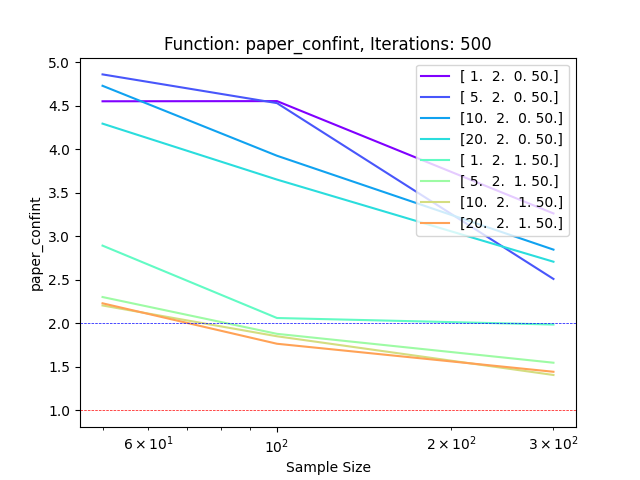 Function: paper_confint, Iterations: 500
5.0
4.5
4.0
3.5
3.0
2.5
2.0
1.5
1.0
paper_confint
[ 1.  2.  0. 50.]
[ 5.  2.  0. 50.]
[10.  2.  0. 50.]
[20.  2.  0. 50.]
[ 1.  2.  1. 50.]
[ 5.  2.  1. 50.]
[10.  2.  1. 50.]
[20.  2.  1. 50.]
6 × 10¹ 10² 2 × 10² 3 × 10²
Sample Size